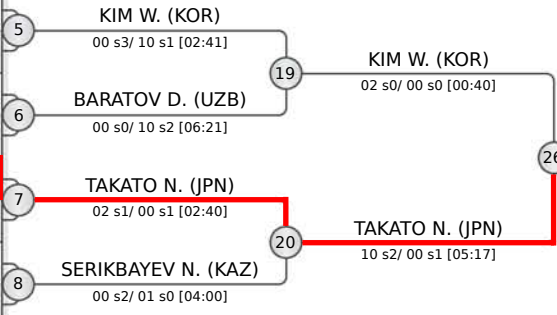 KIM W. (KOR)
5
00 s3/ 10 s1 [02:41]
19
KIM W. (KOR)
02 s0/ 00 s0 [00:40]
BARATOV D. (UZB)
6
00 s0/ 10 s2 [06:21]
26
TAKATO N. (JPN)
7
02 s1/ 00 s1 [02:40]
20
TAKATO N. (JPN)
10 s2/ 00 s1 [05:17]
SERIKBAYEV N. (KAZ)
8
00 s2/ 01 s0 [04:00]